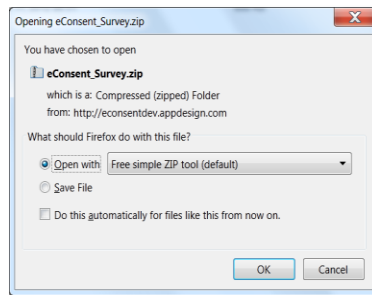 Opening eConsent_Survey.zip
You have chosen to open
eConsent_Survey.zip
which is a: Compressed (zipped) Folder
from: http://econsentdev.appdesign.com
What should Firefox do with this file?
Open with Free simple ZIP tool (default)
Save File
Do this automatically for files like this from now on.
OK Cancel